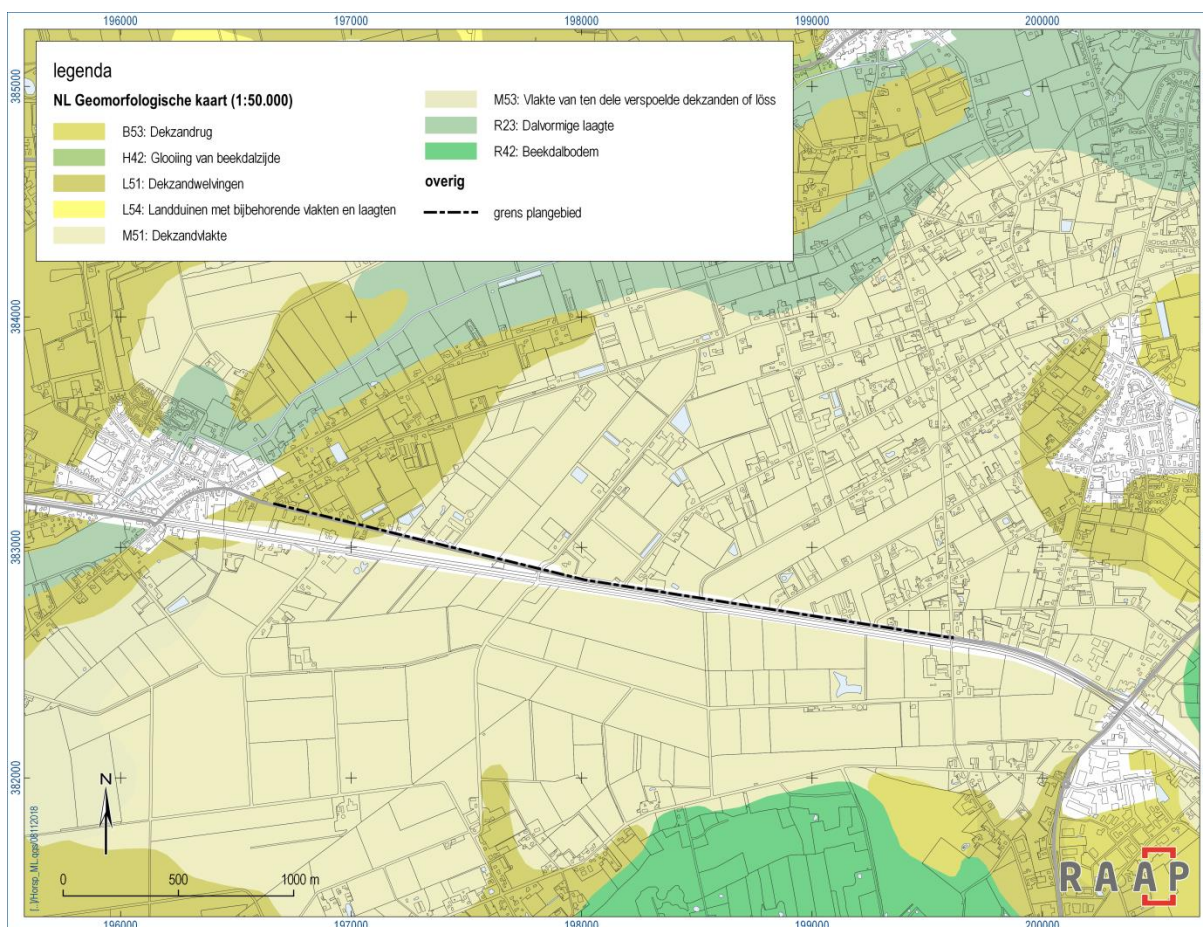 196000 197000 198000 199000 200000
385000
384000
383000
382000
legenda
NL Geomorfologische kaart (1:50.000)
B53: Dekzandrug
H42: Glooiing van beekdalzijde
L51: Dekzandwelvingen
L54: Landduinen met bijbehorende vlakten en laagten
M51: Dekzandvlakte
M53: Vlakte van ten dele verspoelde dekzanden of löss
R23: Dalvormige laagte
R42: Beekdalbodem
overig
grens plangebied
N
0 500 1000 m
[..]/Horsp_ML.qgs/08112018
RAAP
196000 197000 198000 199000 200000